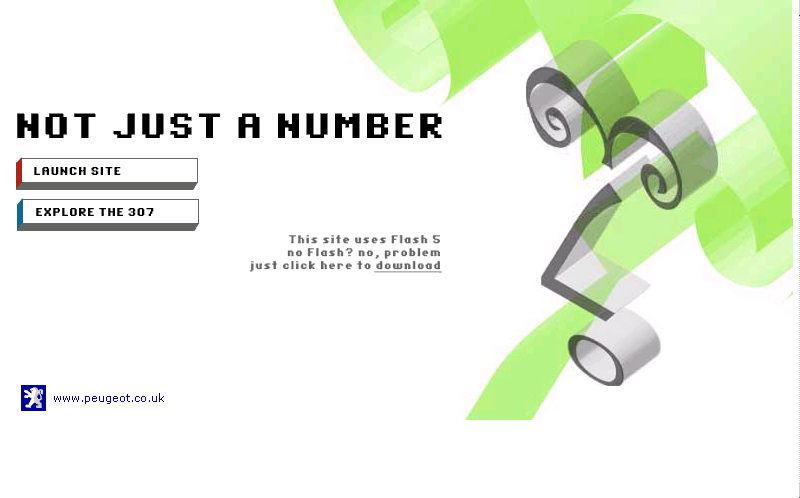 NOT JUST A NUMBER
LAUNCH SITE
EXPLORE THE 307
This site uses Flash 5
no Flash? no, problem
just click here to download
www.peugeot.co.uk